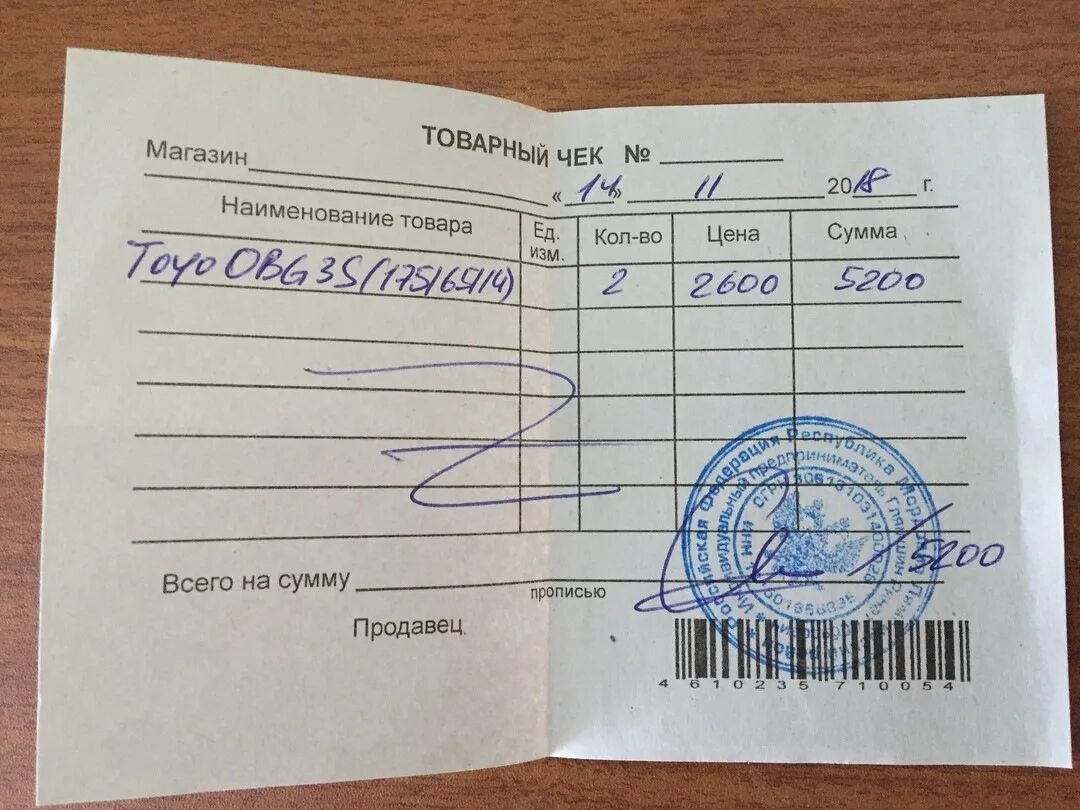 ТОВАРНЫЙ ЧЕК №
Магазин
« 14 » 11 2018 г.
Наименование товара Ед. изм. Кол-во Цена Сумма
Toyo OBG3S/(175/65/14) 2 2600 5200
Всего на сумму 5200
прописью
Продавец
Российская Федерация Республика
Индивидуальный предприниматель
ОГРН
ИНН
4 610235 710054